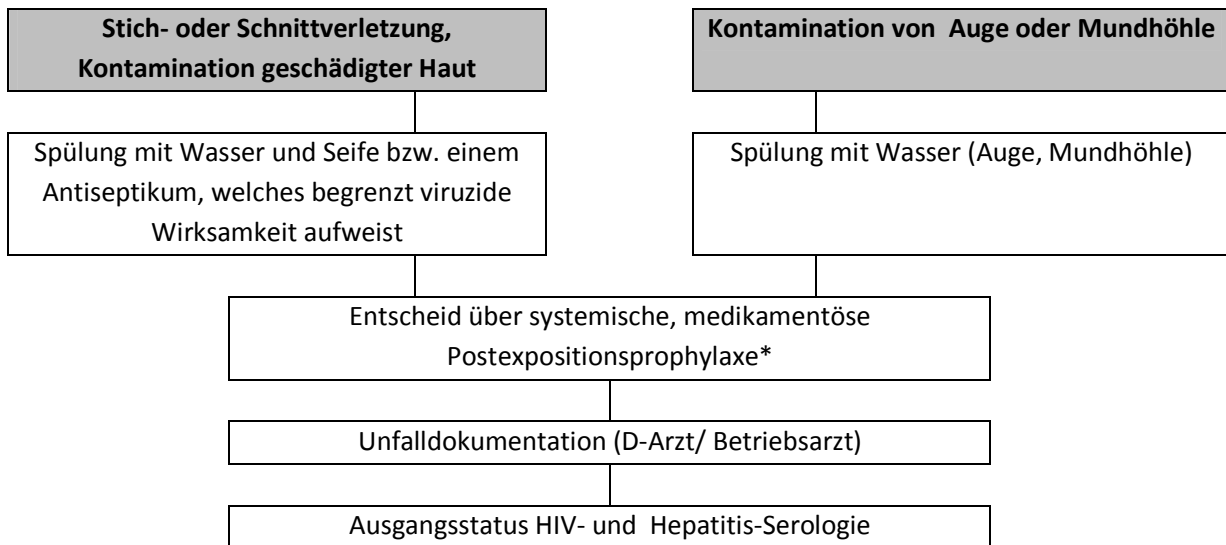 Stich- oder Schnittverletzung,
Kontamination geschädigter Haut
Kontamination von Auge oder Mundhöhle
Spülung mit Wasser und Seife bzw. einem
Antiseptikum, welches begrenzt viruzide
Wirksamkeit aufweist
Spülung mit Wasser (Auge, Mundhöhle)
Entscheid über systemische, medikamentöse
Postexpositionsprophylaxe*
Unfalldokumentation (D-Arzt/ Betriebsarzt)
Ausgangsstatus HIV- und Hepatitis-Serologie